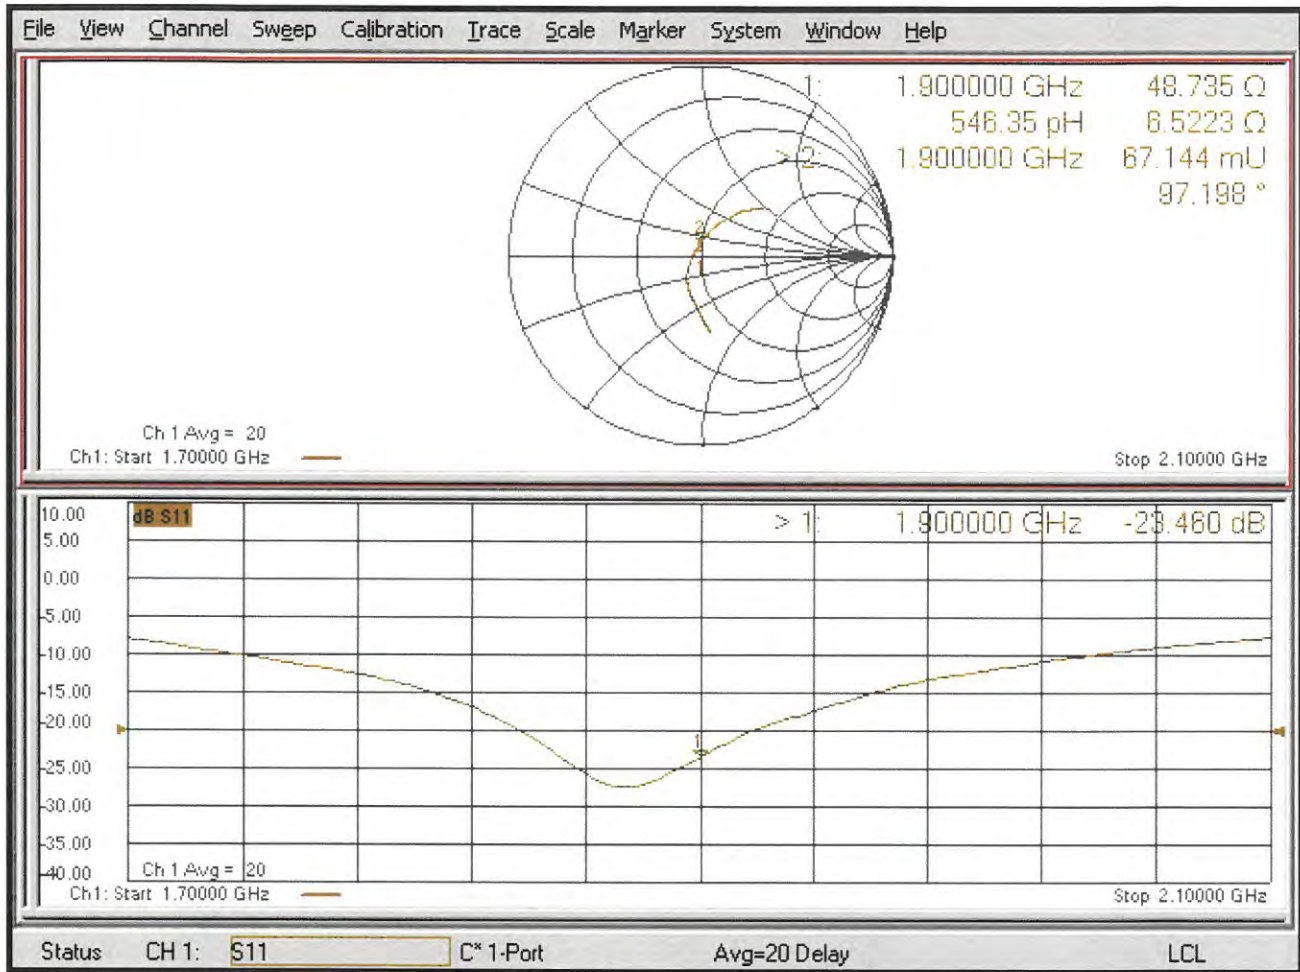 File View Channel Sweep Calibration Trace Scale Marker System Window Help
1: 1.900000 GHz 48.735 Ω
546.35 pH 6.5223 Ω
> 2: 1.900000 GHz 67.144 mU
97.198 °
2
1
Ch 1 Avg = 20
Ch1: Start 1.70000 GHz Stop 2.10000 GHz
10.00 dB S11 > 1: 1.900000 GHz -23.460 dB
5.00
0.00
-5.00
-10.00
-15.00
-20.00
1
-25.00
-30.00
-35.00
-40.00 Ch 1 Avg = 20
Ch1: Start 1.70000 GHz Stop 2.10000 GHz
Status CH 1: S11 C* 1-Port Avg=20 Delay LCL